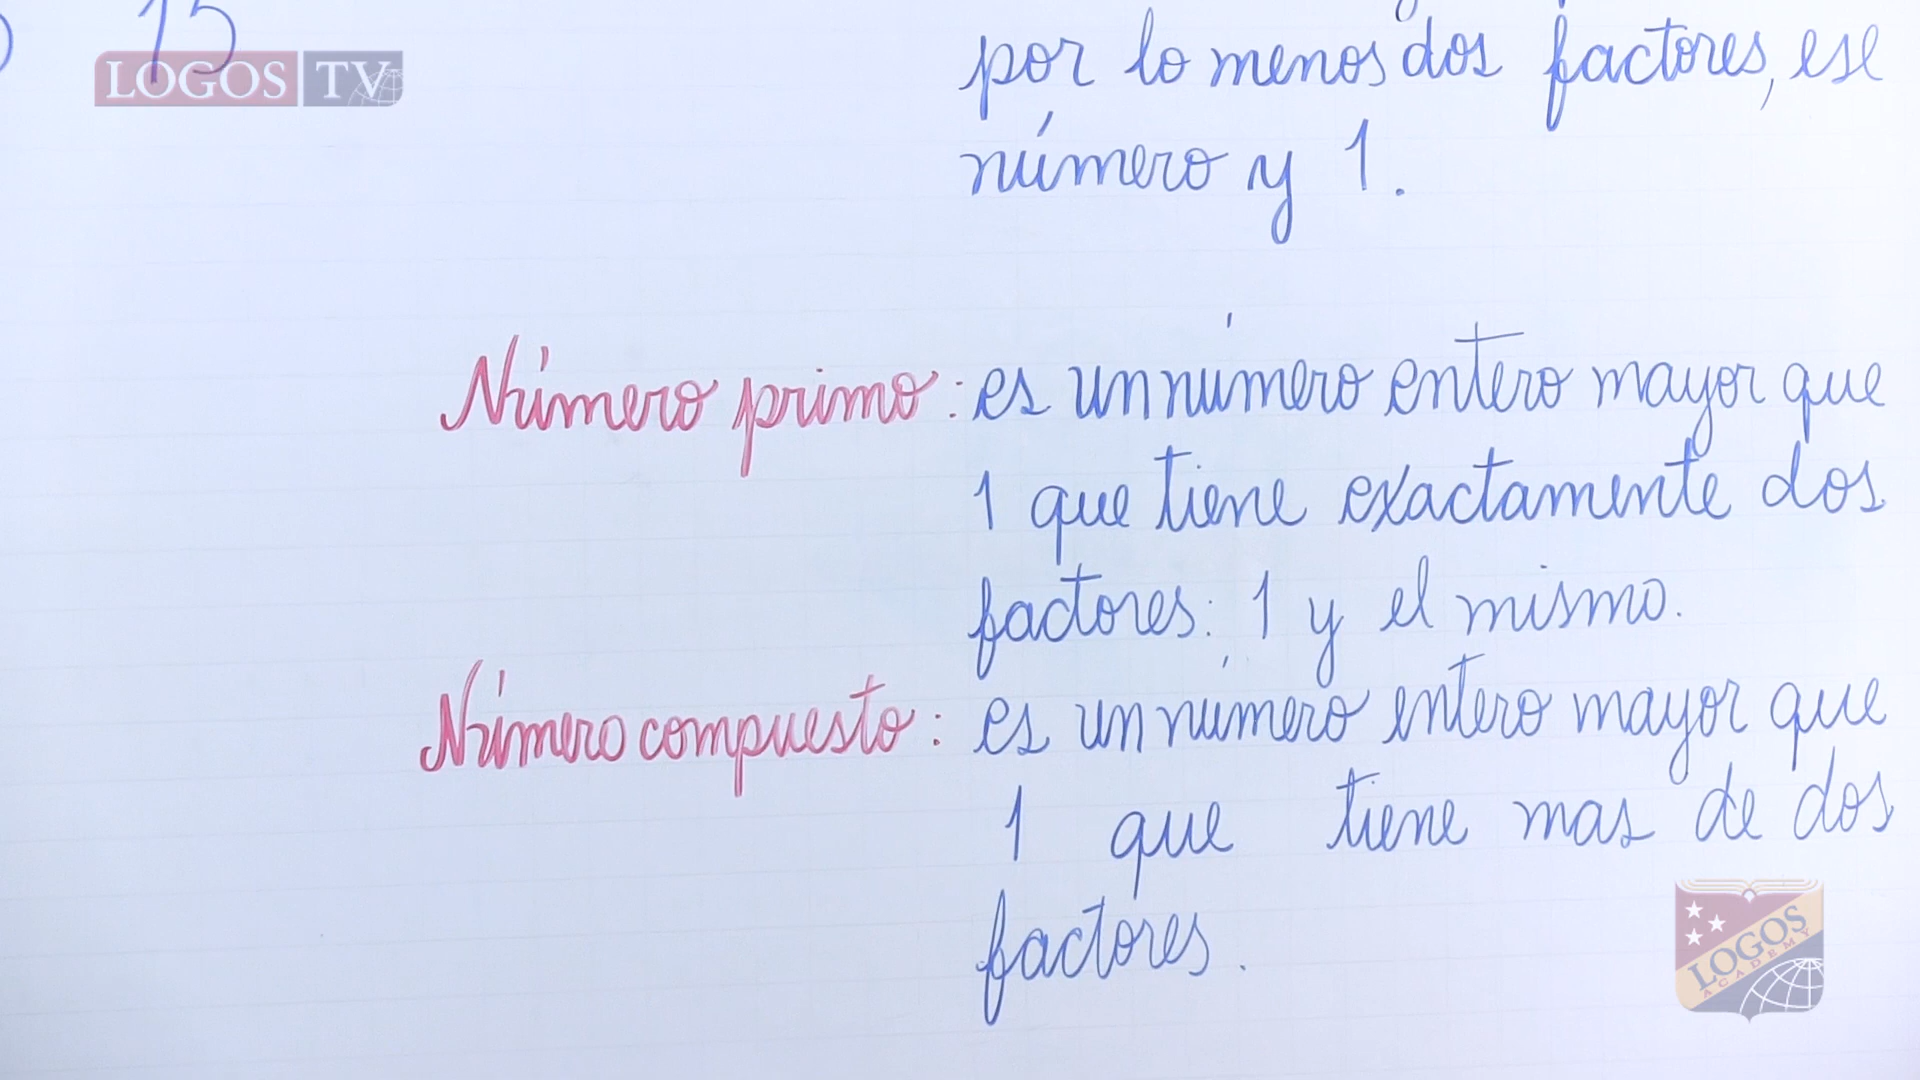 15
LOGOS TV
por lo menos dos factores, ese
número y 1.
Número primo: es un número entero mayor que
1 que tiene exactamente dos
factores: 1 y el mismo.
Número compuesto: es un número entero mayor que
1 que tiene mas de dos
factores.
LOGOS
ACADEMY